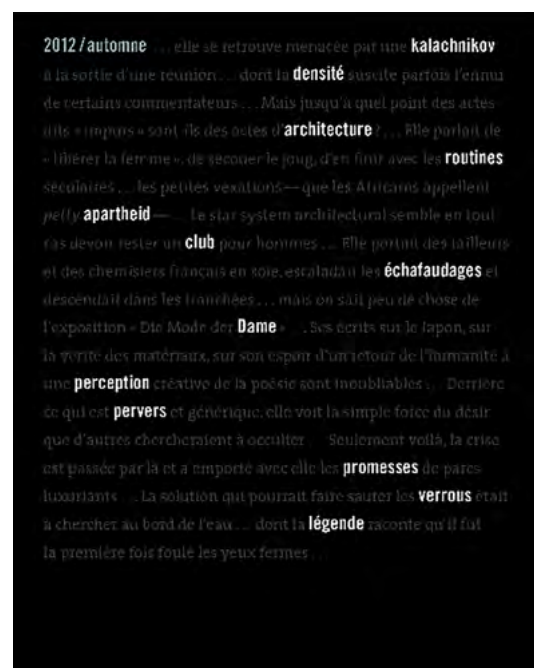 2012/automne ... elle se retrouve menacée par une kalachnikov
à la sortie d'une réunion ... dont la densité suscite parfois l'ennui
de certains commentateurs ... Mais jusqu'à quel point des actes
dits « impurs » sont-ils des actes d'architecture ? ... Elle parlait de
« libérer la femme », de secouer le joug, d'en finir avec les routines
séculaires ... les petites vexations — que les Africains appellent
petty apartheid — ... Le star system architectural semble en tout
cas devoir rester un club pour hommes ... Elle portait des tailleurs
et des chemisiers français en soie, escaladait les échafaudages et
descendait dans les tranchées ... mais on sait peu de chose de
l'exposition « Die Mode der Dame » ... Ses écrits sur le Japon, sur
la vérité des matériaux, sur son espoir d'un retour de l'humanité à
une perception créative de la poésie sont inoubliables ... Derrière
ce qui est pervers et générique, elle voit la simple force du désir
que d'autres chercheraient à occulter ... Seulement voilà, la crise
est passée par là et a emporté avec elle les promesses de parcs
luxuriants ... La solution qui pourrait faire sauter les verrous était
à chercher au bord de l'eau ... dont la légende raconte qu'il fut
la première fois foulé les yeux fermés ...